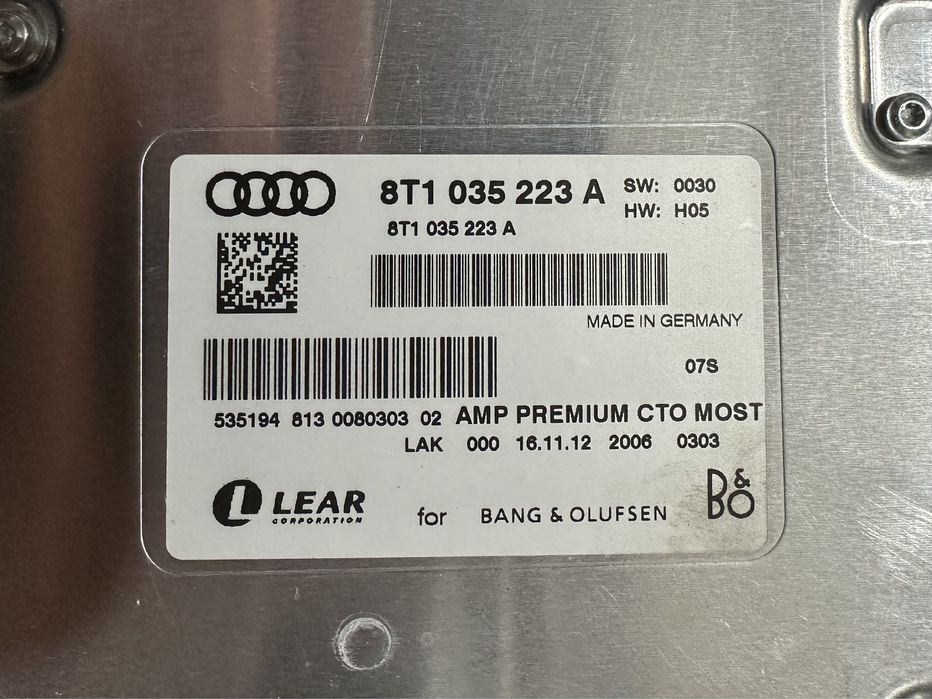 8T1 035 223 A SW: 0030
HW: H05
8T1 035 223 A
MADE IN GERMANY
07S
535194 813 0080303 02 AMP PREMIUM CTO MOST
LAK 000 16.11.12 2006 0303
LEAR
CORPORATION
for BANG & OLUFSEN
B&O